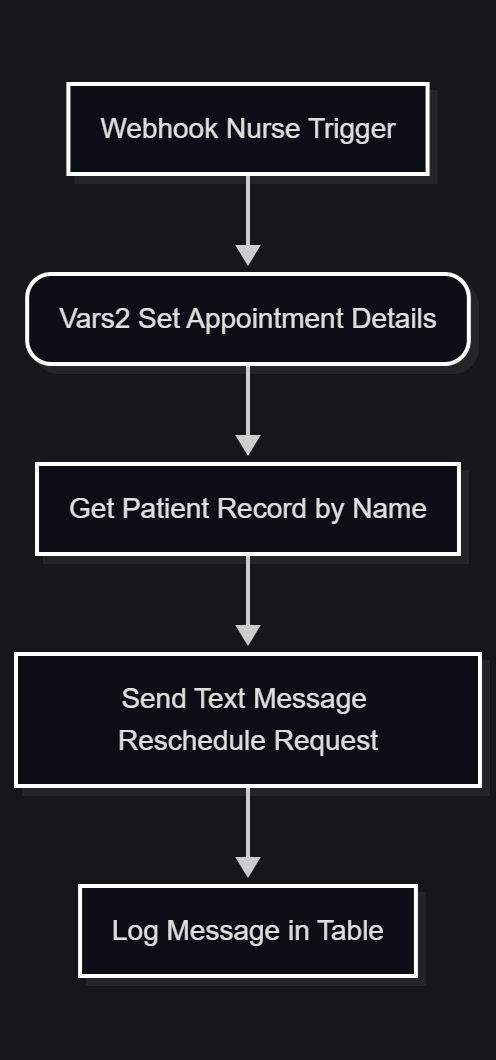 Webhook Nurse Trigger
Vars2 Set Appointment Details
Get Patient Record by Name
Send Text Message
Reschedule Request
Log Message in Table